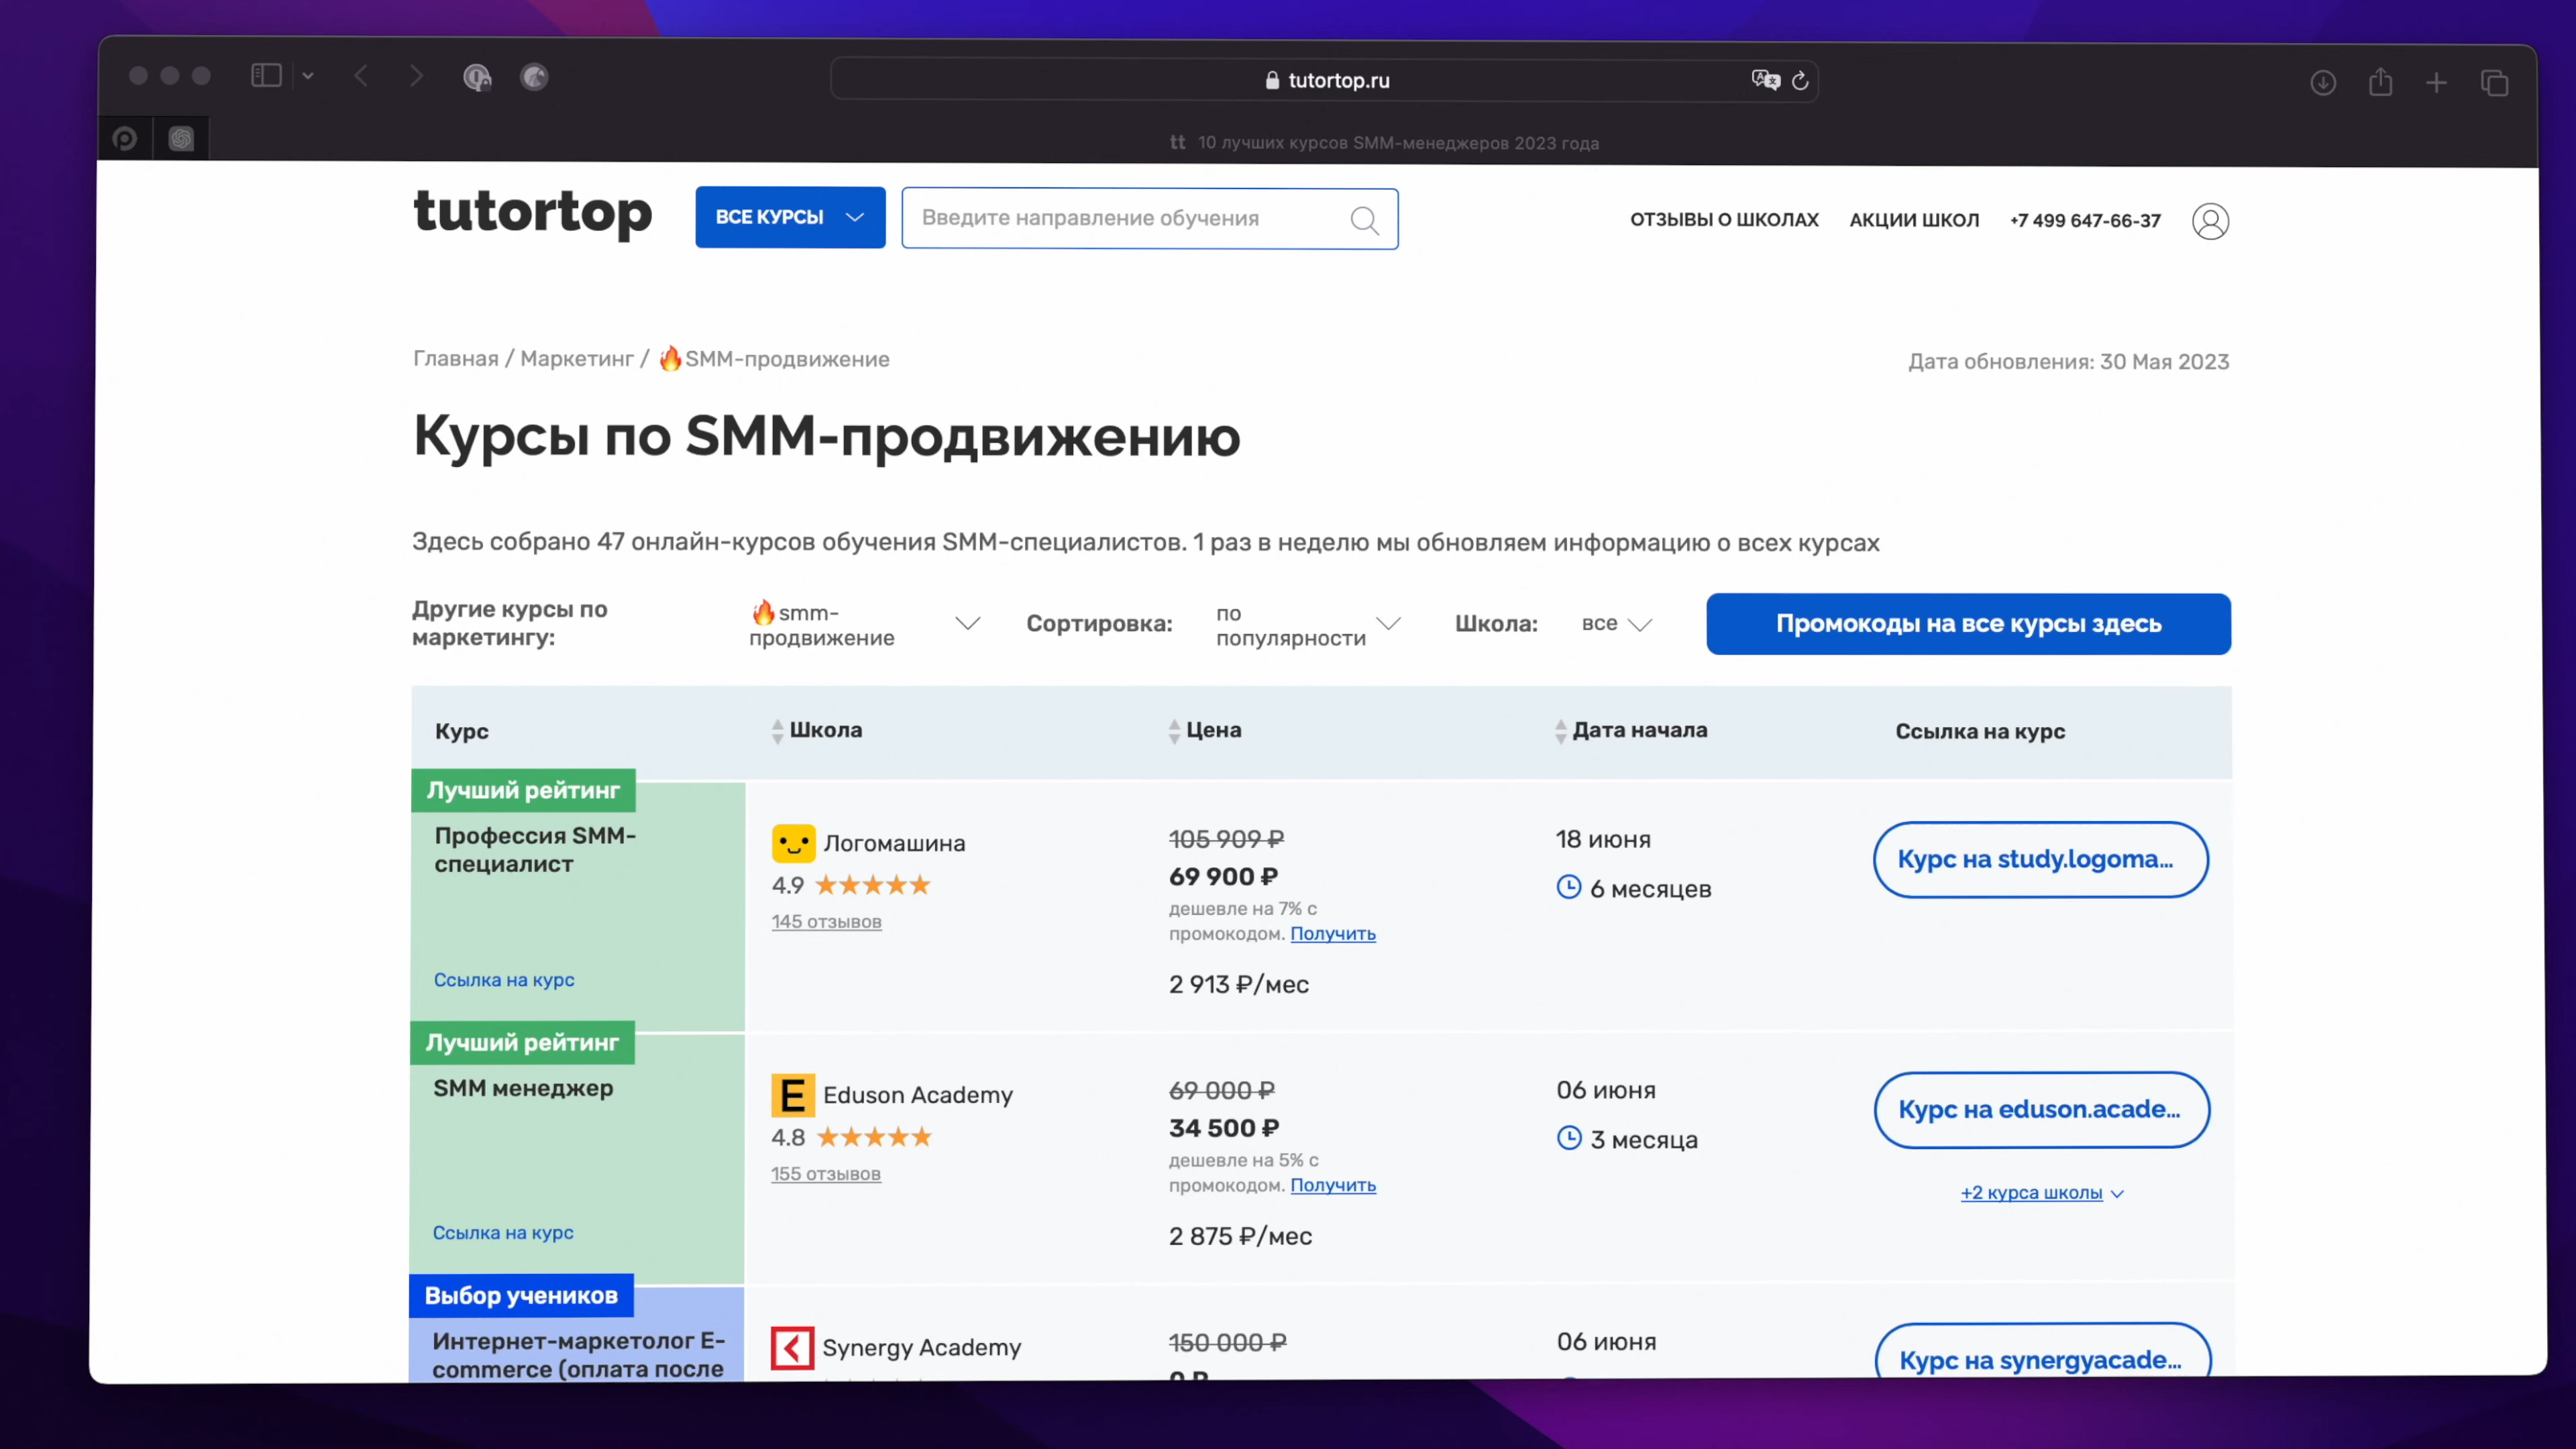 tutortop.ru
tt 10 лучших курсов SMM-менеджеров 2023 года
tutortop
ВСЕ КУРСЫ
Введите направление обучения
ОТЗЫВЫ О ШКОЛАХ
АКЦИИ ШКОЛ
+7 499 647-66-37
Главная / Маркетинг / 🔥SMM-продвижение
Дата обновления: 30 Мая 2023
Курсы по SMM-продвижению
Здесь собрано 47 онлайн-курсов обучения SMM-специалистов. 1 раз в неделю мы обновляем информацию о всех курсах
Другие курсы по
маркетингу:
🔥smm-
продвижение
Сортировка:
по
популярности
Школа:
все
Промокоды на все курсы здесь
Курс
Школа
Цена
Дата начала
Ссылка на курс
Лучший рейтинг
Профессия SMM-
специалист
Ссылка на курс
Логомашина
4.9
145 отзывов
105 909 ₽
69 900 ₽
дешевле на 7% с
промокодом. Получить
2 913 ₽/мес
18 июня
6 месяцев
Курс на study.logoma...
Лучший рейтинг
SMM менеджер
Ссылка на курс
E Eduson Academy
4.8
155 отзывов
69 000 ₽
34 500 ₽
дешевле на 5% с
промокодом. Получить
2 875 ₽/мес
06 июня
3 месяца
Курс на eduson.acade...
+2 курса школы
Выбор учеников
Интернет-маркетолог E-
commerce (оплата после
Synergy Academy
150 000 ₽
0 ₽
06 июня
Курс на synergyacade...